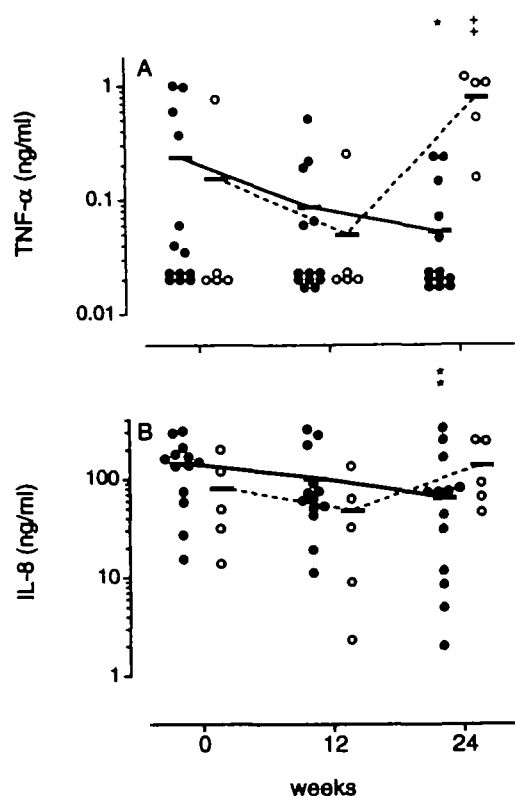 *
+
+
A
1
0.1
0.01
TNF-α (ng/ml)
*
*
B
100
10
1
IL-8 (ng/ml)
0 12 24
weeks